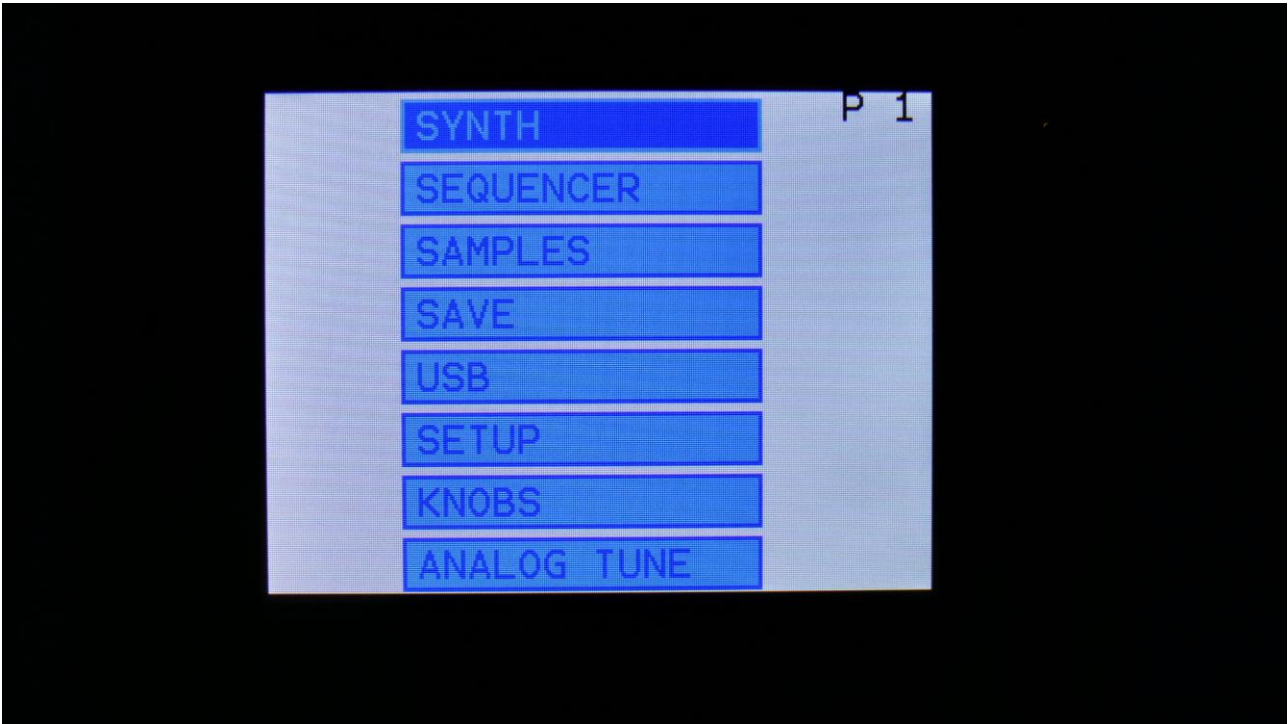 SYNTH
P 1
SEQUENCER
SAMPLES
SAVE
USB
SETUP
KNOBS
ANALOG TUNE